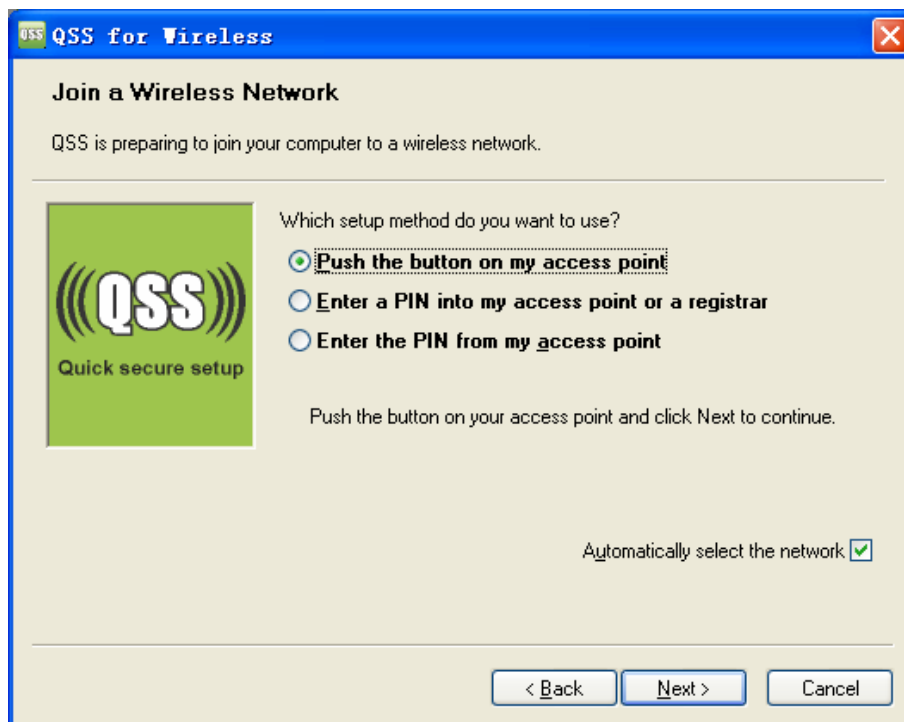 QSS QSS for Wireless
Join a Wireless Network
QSS is preparing to join your computer to a wireless network.
Which setup method do you want to use?
Push the button on my access point
Enter a PIN into my access point or a registrar
Enter the PIN from my access point
(((QSS)))
Quick secure setup
Push the button on your access point and click Next to continue.
Automatically select the network
< Back Next > Cancel